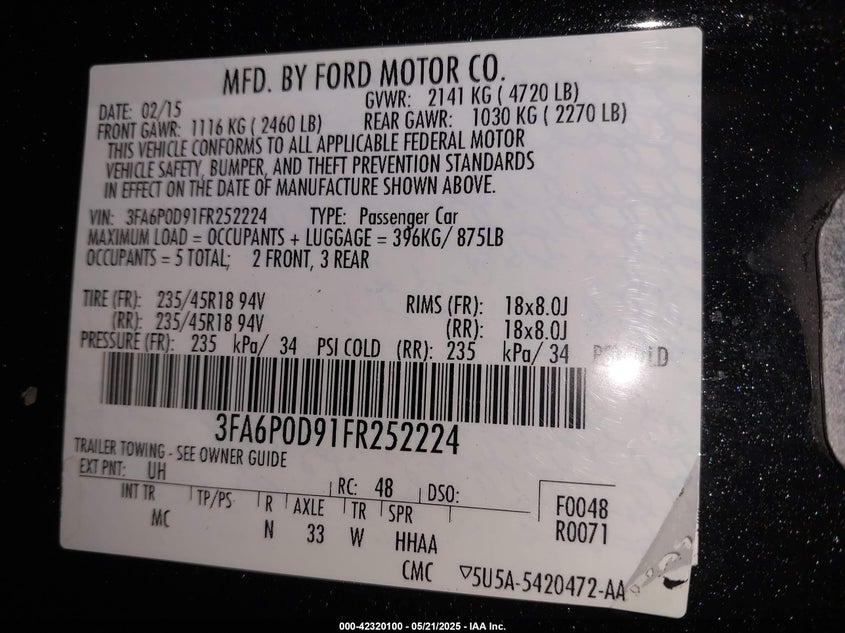 MFD. BY FORD MOTOR CO.
DATE: 02/15 GVWR: 2141 KG ( 4720 LB)
FRONT GAWR: 1116 KG ( 2460 LB) REAR GAWR: 1030 KG ( 2270 LB)
THIS VEHICLE CONFORMS TO ALL APPLICABLE FEDERAL MOTOR
VEHICLE SAFETY, BUMPER, AND THEFT PREVENTION STANDARDS
IN EFFECT ON THE DATE OF MANUFACTURE SHOWN ABOVE.
VIN: 3FA6P0D91FR252224 TYPE: Passenger Car
MAXIMUM LOAD = OCCUPANTS + LUGGAGE = 396KG/ 875LB
OCCUPANTS = 5 TOTAL; 2 FRONT, 3 REAR
TIRE (FR): 235/45R18 94V RIMS (FR): 18x8.0J
(RR): 235/45R18 94V (RR): 18x8.0J
PRESSURE (FR): 235 kPa/ 34 PSI COLD (RR): 235 kPa/ 34 PSI COLD
3FA6P0D91FR252224
TRAILER TOWING - SEE OWNER GUIDE
EXT PNT: UH RC: 48 DSO:
INT TR TP/PS R AXLE TR SPR F0048
MC N 33 W HHAA R0071
CMC ▽5U5A-5420472-AA
000-42320100 - 05/21/2025 - IAA Inc.